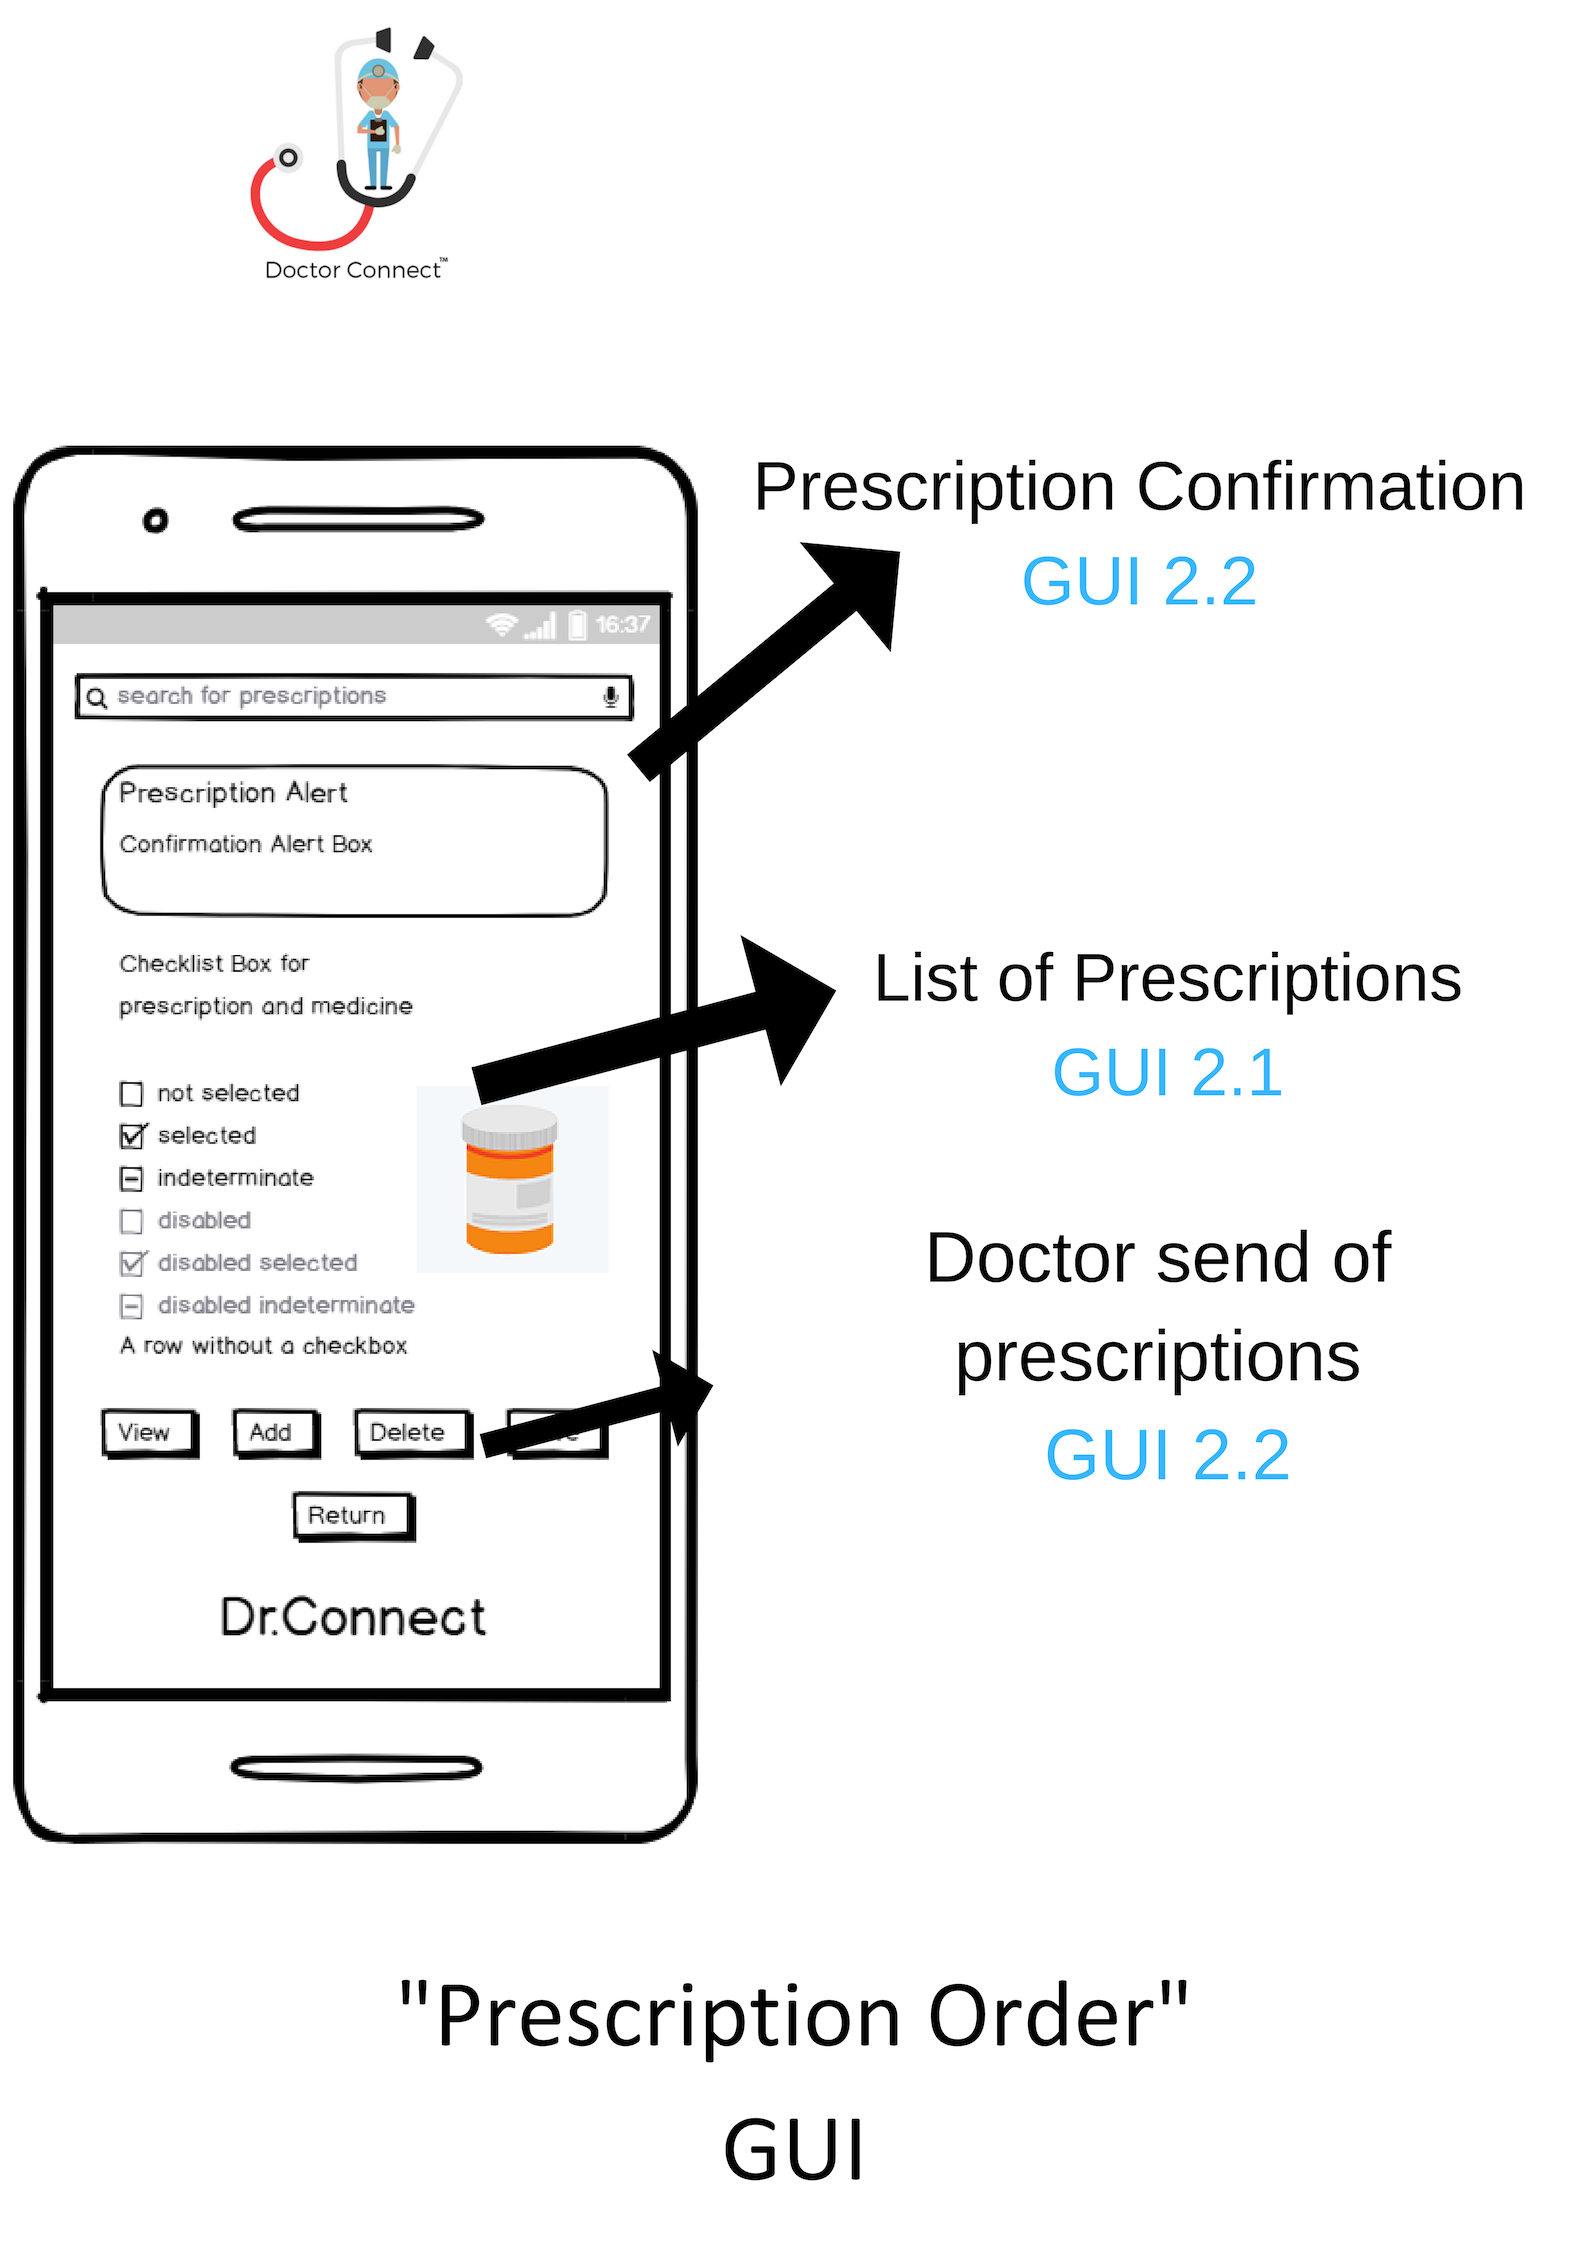 Doctor Connect™
Prescription Confirmation
GUI 2.2
16:37
search for prescriptions
Prescription Alert
Confirmation Alert Box
Checklist Box for
prescription and medicine
List of Prescriptions
GUI 2.1
not selected
selected
indeterminate
disabled
disabled selected
disabled indeterminate
A row without a checkbox
Doctor send of
prescriptions
GUI 2.2
View Add Delete
Return
Dr.Connect
"Prescription Order"
GUI